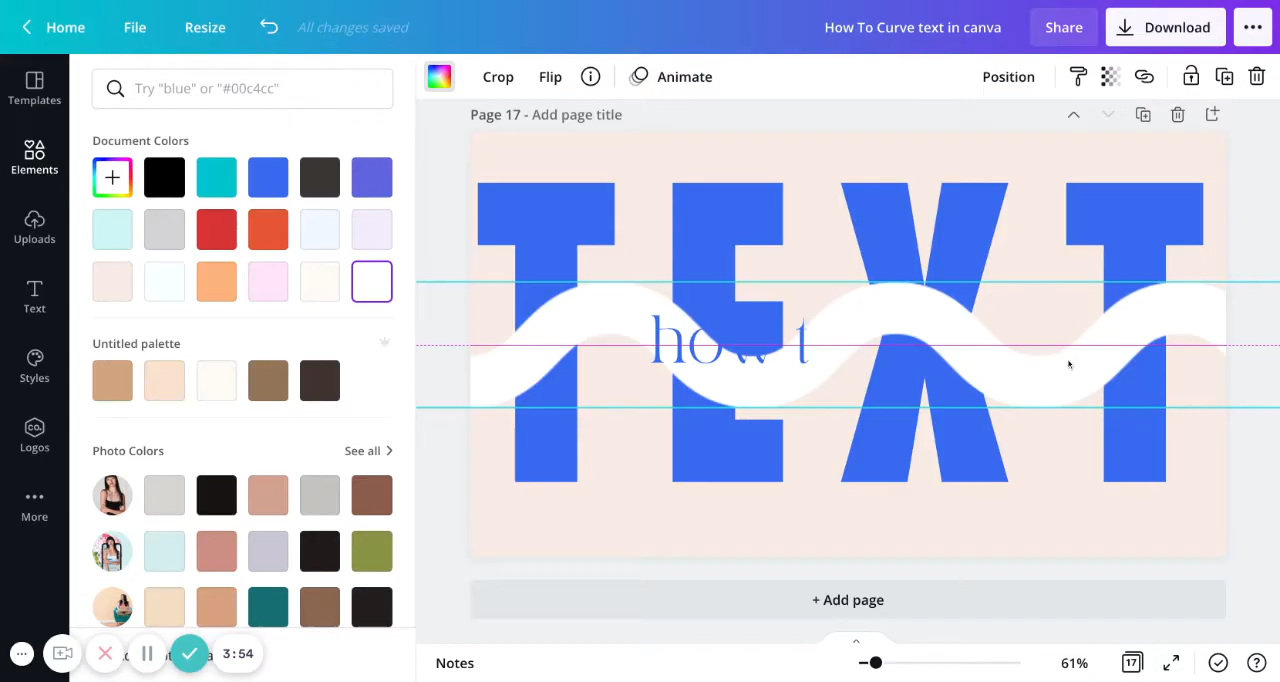 Home File Resize All changes saved How To Curve text in canva Share Download
Templates
Elements
Uploads
Text
Styles
co.
Logos
More
Try "blue" or "#00c4cc"
Document Colors
Untitled palette
Photo Colors See all
3:54
Crop Flip Animate Position
Page 17 - Add page title
TEXT
how t
+ Add page
Notes 61% 17